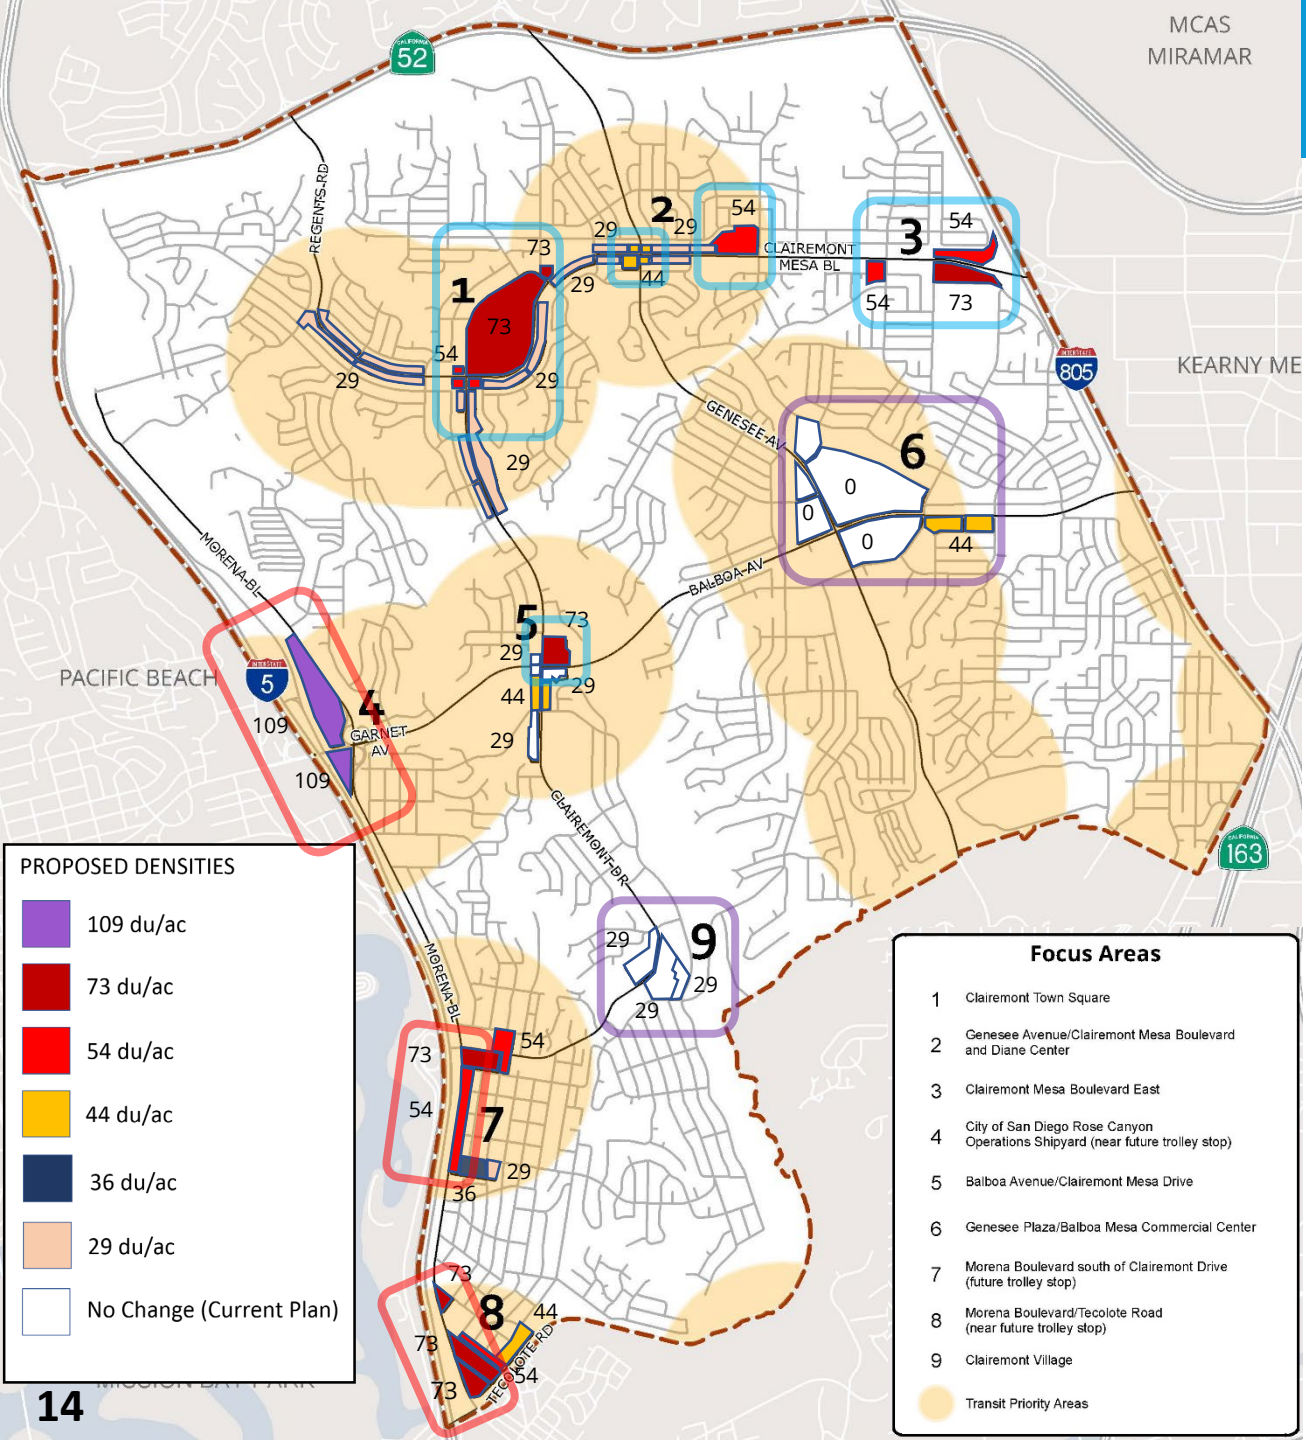 MCAS
MIRAMAR
CALIFORNIA
52
REGENTS RD
2
54
29
29
3
54
73
CLAIREMONT
MESA BL
44
29
1
54
73
73
54
29
29
INTERSTATE
805
KEARNY ME
GENESEE AV
6
29
0
0
0
44
MORENA BL
BALBOA AV
5
73
29
PACIFIC BEACH
INTERSTATE
5
44
29
4
109
GARNET
AV
29
109
CLAIREMONT DR
CALIFORNIA
163
PROPOSED DENSITIES
109 du/ac
73 du/ac
54 du/ac
44 du/ac
36 du/ac
29 du/ac
No Change (Current Plan)
29
9
29
29
MORENA BL
54
73
54
7
29
36
73
8
44
73
54
73
TECOLOTE RD
MISSION BAY PARK
14
Focus Areas
1 Clairemont Town Square
2 Genesee Avenue/Clairemont Mesa Boulevard
and Diane Center
3 Clairemont Mesa Boulevard East
4 City of San Diego Rose Canyon
Operations Shipyard (near future trolley stop)
5 Balboa Avenue/Clairemont Mesa Drive
6 Genesee Plaza/Balboa Mesa Commercial Center
7 Morena Boulevard south of Clairemont Drive
(future trolley stop)
8 Morena Boulevard/Tecolote Road
(near future trolley stop)
9 Clairemont Village
Transit Priority Areas